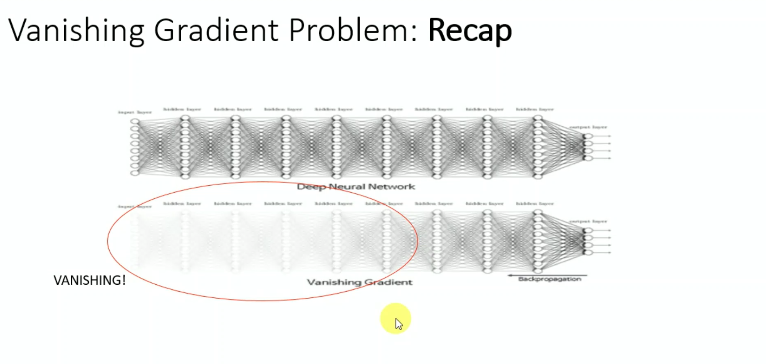 Vanishing Gradient Problem: Recap
input layer hidden layer hidden layer hidden layer hidden layer hidden layer hidden layer hidden layer hidden layer output layer
Deep Neural Network
input layer hidden layer hidden layer hidden layer hidden layer hidden layer hidden layer hidden layer hidden layer output layer
VANISHING!
Vanishing Gradient
Backpropagation